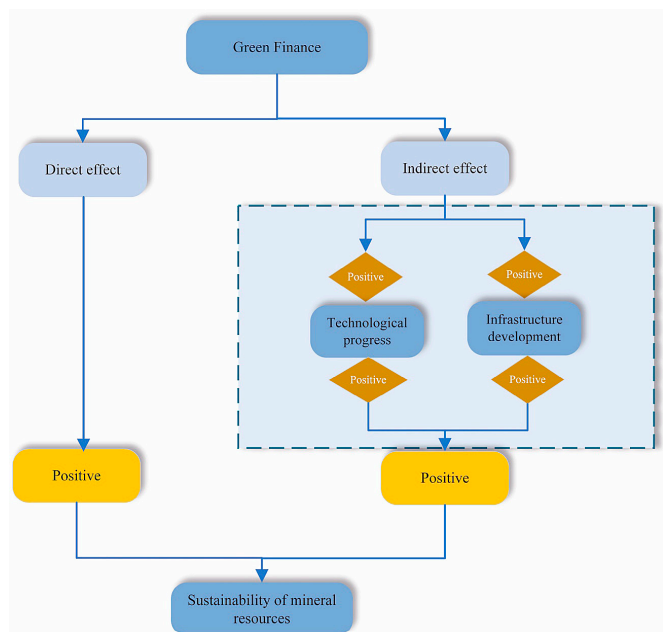 Green Finance
Direct effect
Indirect effect
Positive
Positive
Technological
progress
Infrastructure
development
Positive
Positive
Positive
Positive
Sustainability of mineral
resources